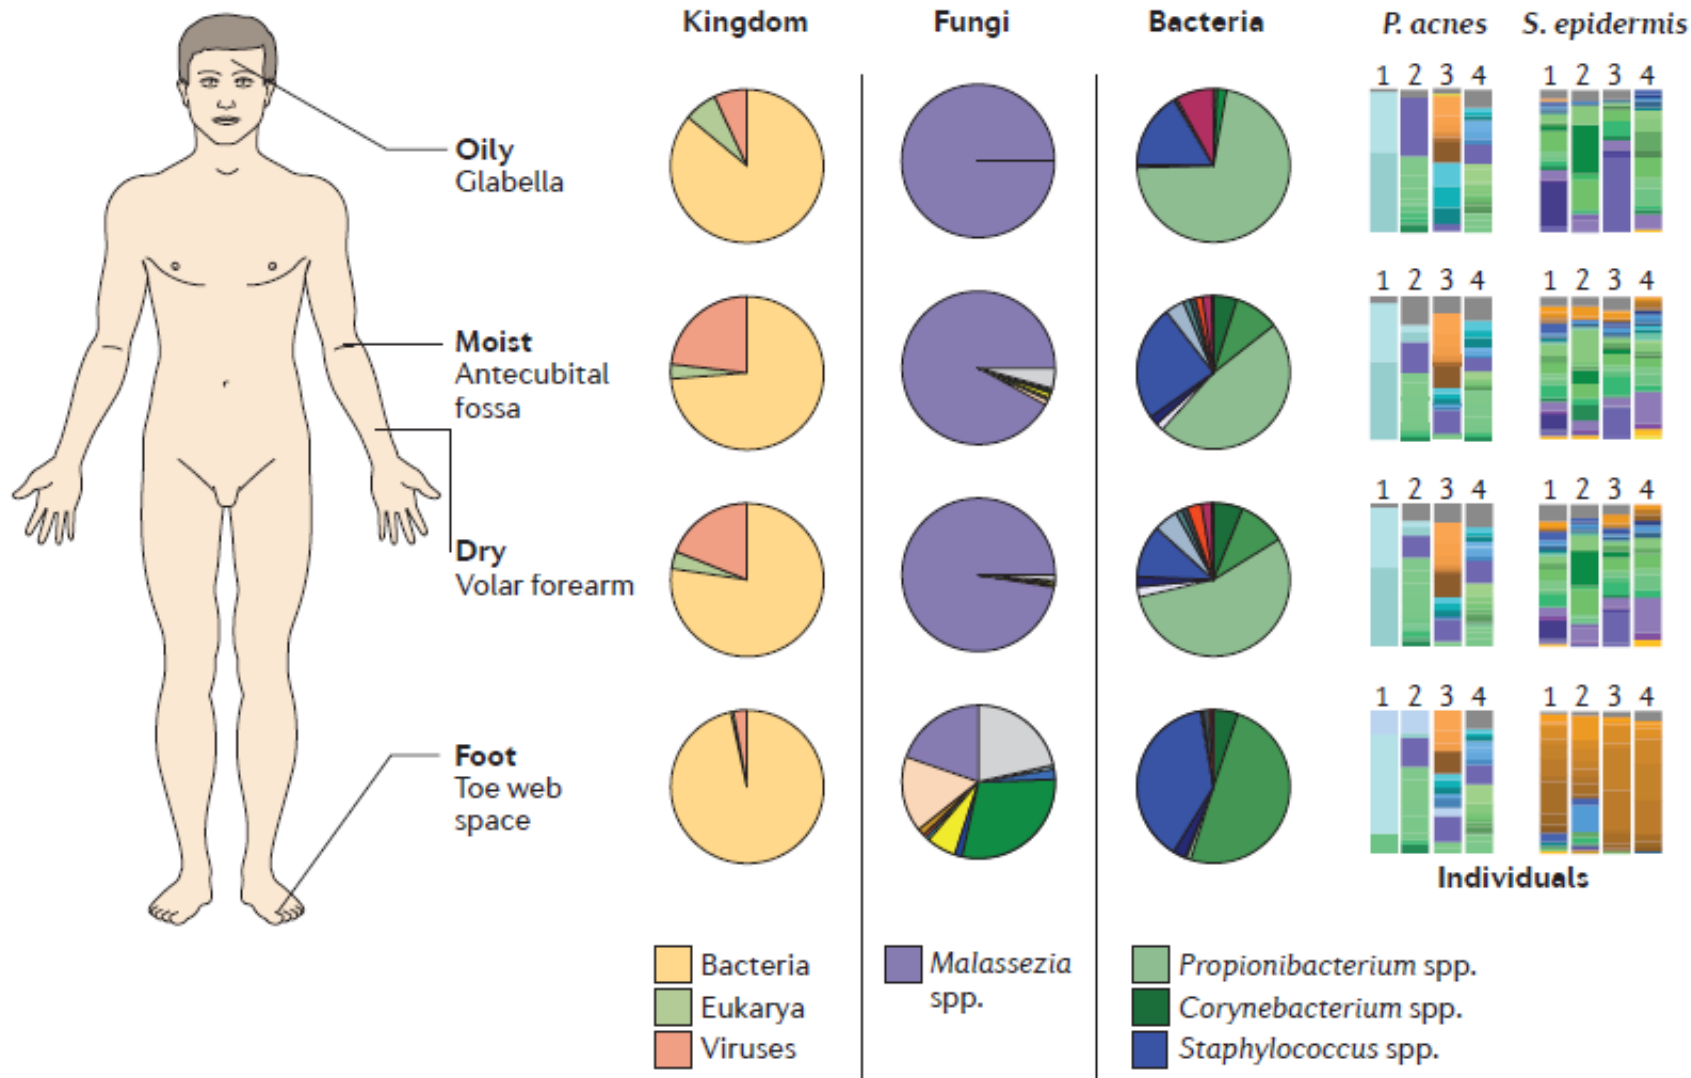 Kingdom
Fungi
Bacteria
P. acnes
S. epidermis
1 2 3 4
1 2 3 4
Oily
Glabella
1 2 3 4
1 2 3 4
Moist
Antecubital
fossa
1 2 3 4
1 2 3 4
Dry
Volar forearm
1 2 3 4
1 2 3 4
Foot
Toe web
space
Individuals
Bacteria
Eukarya
Viruses
Malassezia
spp.
Propionibacterium spp.
Corynebacterium spp.
Staphylococcus spp.